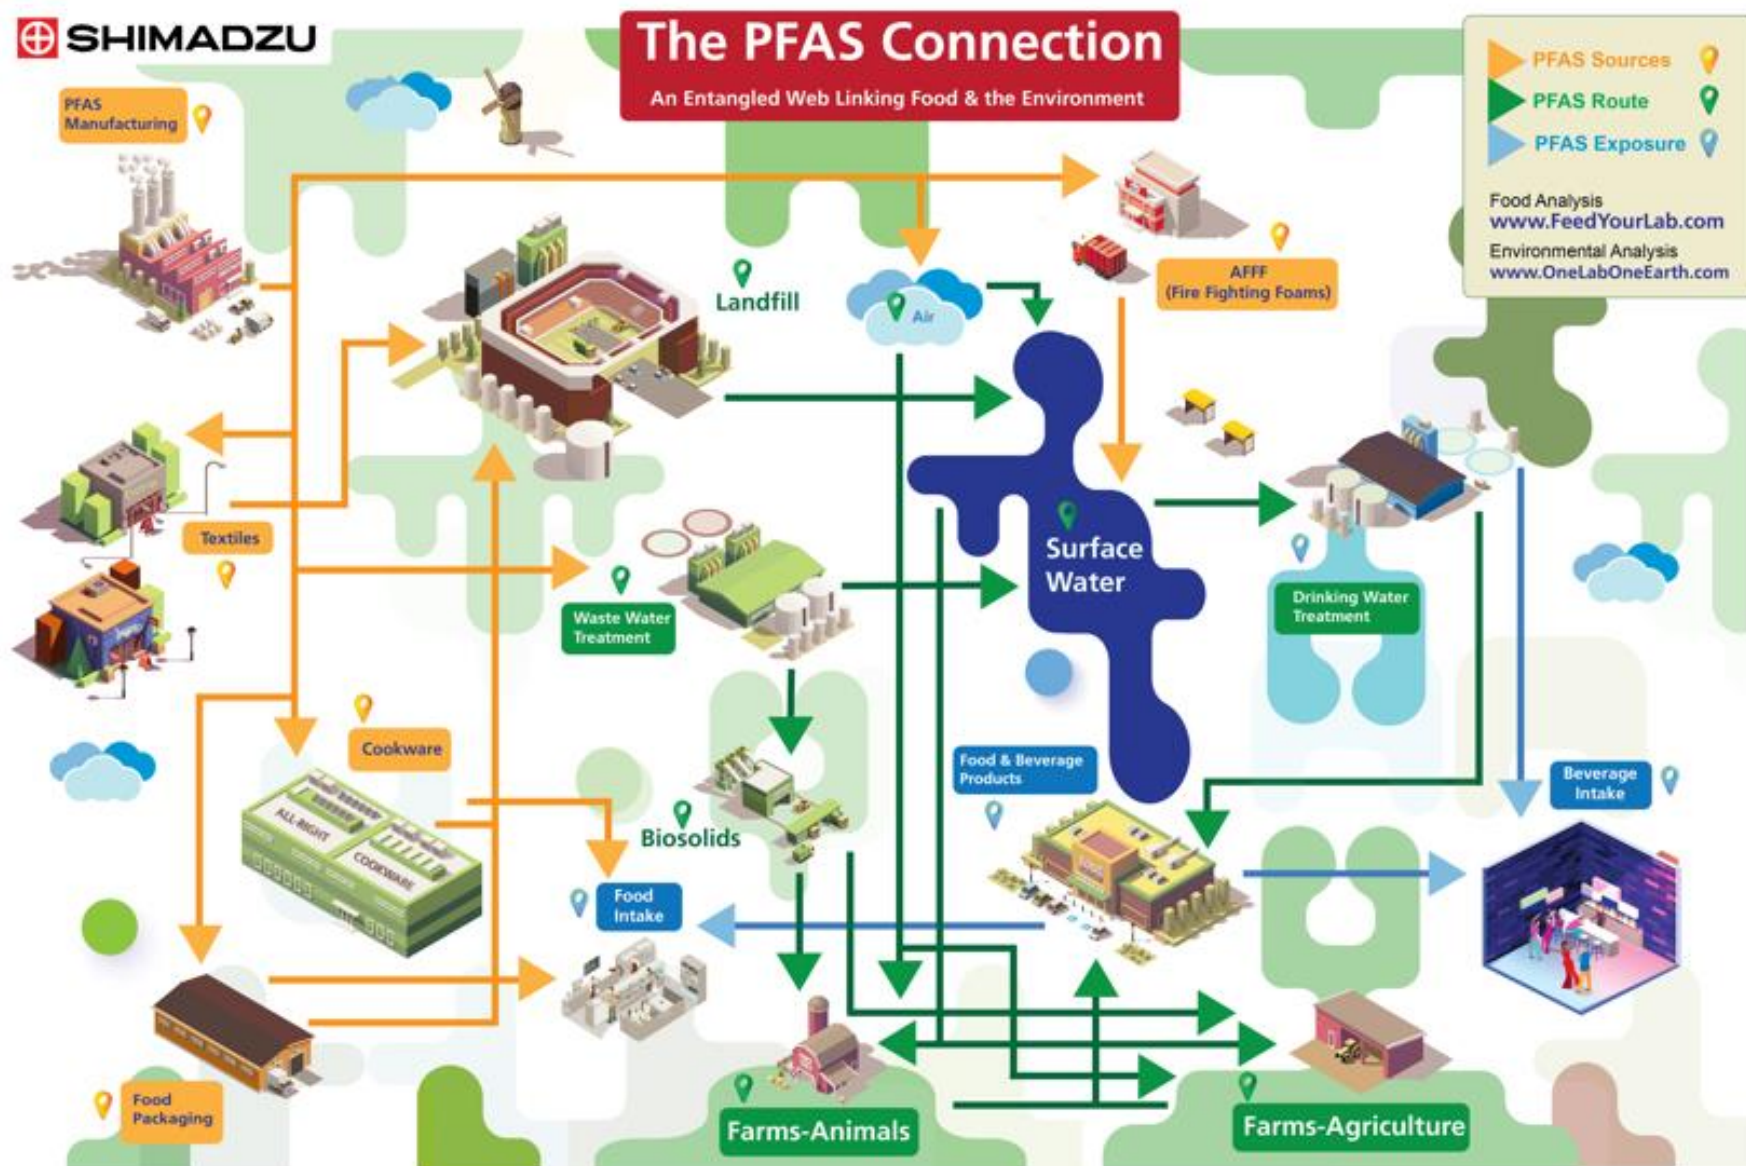 SHIMADZU
The PFAS Connection
An Entangled Web Linking Food & the Environment
PFAS Sources
PFAS Route
PFAS Exposure
Food Analysis
www.FeedYourLab.com
Environmental Analysis
www.OneLabOneEarth.com
PFAS
Manufacturing
Landfill
Air
AFFF
(Fire Fighting Foams)
Textiles
Surface
Water
Waste Water
Treatment
Drinking Water
Treatment
Cookware
ALL-RIGHT
COOKWARE
Biosolids
Food & Beverage
Products
Beverage
Intake
Food
Intake
Food
Packaging
Farms-Animals
Farms-Agriculture